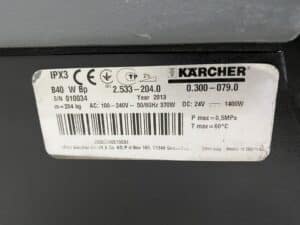 IPX3 CE KÄRCHER
B40 W Bp 2.533-204.0 0.300-079.0
S/N 010034 Year 2013
m=204 kg AC: 100-240V~ 50/60Hz 370W DC: 24V 1400W
P max=0,5MPa
T max=60°C